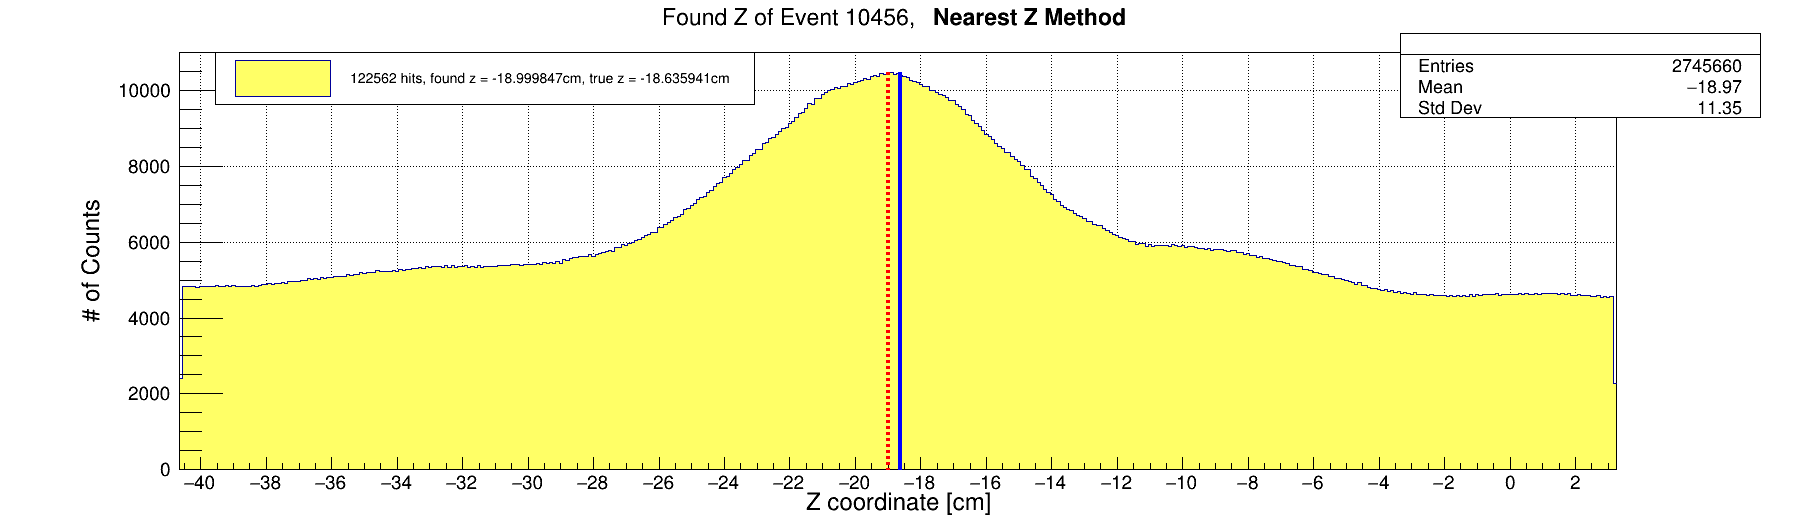 Found Z of Event 10456, Nearest Z Method
122562 hits, found z = -18.999847cm, true z = -18.635941cm
Entries 2745660
Mean −18.97
Std Dev 11.35
# of Counts
10000
8000
6000
4000
2000
0
−40 −38 −36 −34 −32 −30 −28 −26 −24 −22 −20 −18 −16 −14 −12 −10 −8 −6 −4 −2 0 2
Z coordinate [cm]